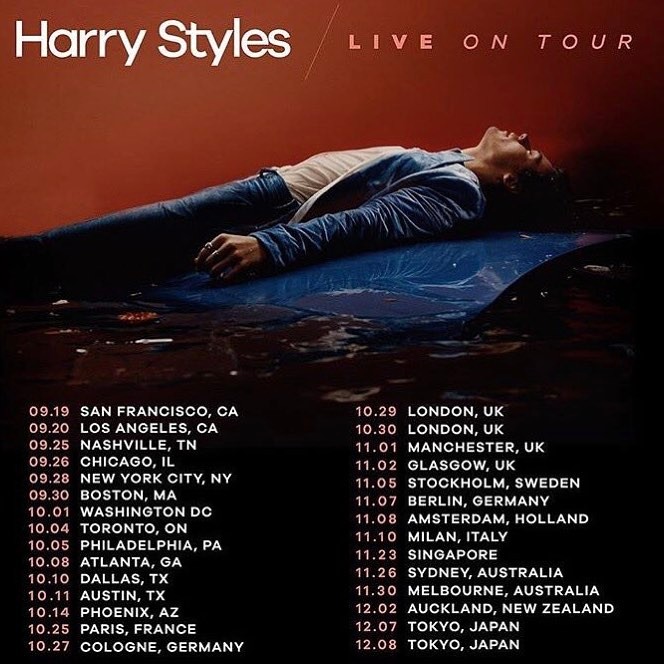 Harry Styles / LIVE ON TOUR
09.19 SAN FRANCISCO, CA
09.20 LOS ANGELES, CA
09.25 NASHVILLE, TN
09.26 CHICAGO, IL
09.28 NEW YORK CITY, NY
09.30 BOSTON, MA
10.01 WASHINGTON DC
10.04 TORONTO, ON
10.05 PHILADELPHIA, PA
10.08 ATLANTA, GA
10.10 DALLAS, TX
10.11 AUSTIN, TX
10.14 PHOENIX, AZ
10.25 PARIS, FRANCE
10.27 COLOGNE, GERMANY
10.29 LONDON, UK
10.30 LONDON, UK
11.01 MANCHESTER, UK
11.02 GLASGOW, UK
11.05 STOCKHOLM, SWEDEN
11.07 BERLIN, GERMANY
11.08 AMSTERDAM, HOLLAND
11.10 MILAN, ITALY
11.23 SINGAPORE
11.26 SYDNEY, AUSTRALIA
11.30 MELBOURNE, AUSTRALIA
12.02 AUCKLAND, NEW ZEALAND
12.07 TOKYO, JAPAN
12.08 TOKYO, JAPAN